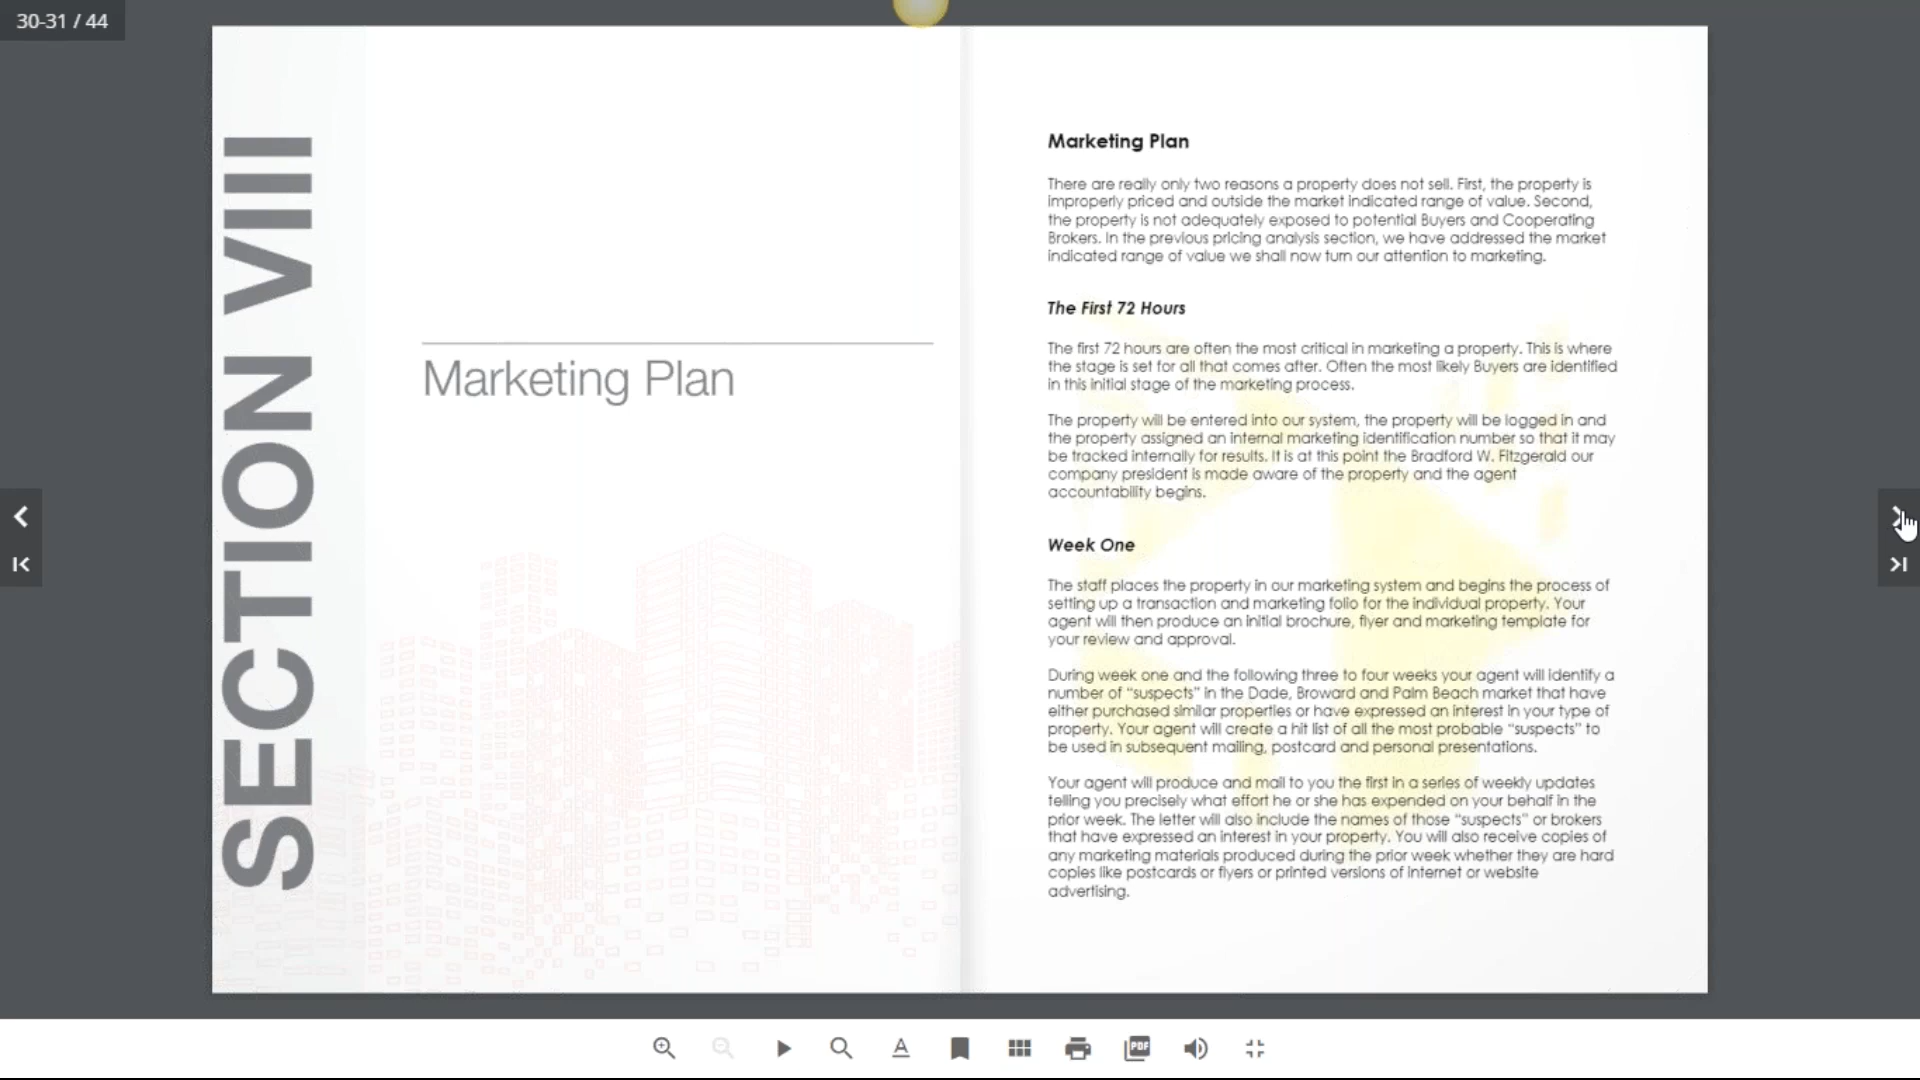 30-31 / 44
SECTION VIII
Marketing Plan
Marketing Plan
There are really only two reasons a property does not sell. First, the property is
improperly priced and outside the market indicated range of value. Second,
the property is not adequately exposed to potential Buyers and Cooperating
Brokers. In the previous pricing analysis section, we have addressed the market
indicated range of value we shall now turn our attention to marketing.
The First 72 Hours
The first 72 hours are often the most critical in marketing a property. This is where
the stage is set for all that comes after. Often the most likely Buyers are identified
in this initial stage of the marketing process.
The property will be entered into our system, the property will be logged in and
the property assigned an internal marketing identification number so that it may
be tracked internally for results. It is at this point the Bradford W. Fitzgerald our
company president is made aware of the property and the agent
accountability begins.
Week One
The staff places the property in our marketing system and begins the process of
setting up a transaction and marketing folio for the individual property. Your
agent will then produce an initial brochure, flyer and marketing template for
your review and approval.
During week one and the following three to four weeks your agent will identify a
number of “suspects” in the Dade, Broward and Palm Beach market that have
either purchased similar properties or have expressed an interest in your type of
property. Your agent will create a hit list of all the most probable “suspects” to
be used in subsequent mailing, postcard and personal presentations.
Your agent will produce and mail to you the first in a series of weekly updates
telling you precisely what effort he or she has expended on your behalf in the
prior week. The letter will also include the names of those “suspects” or brokers
that have expressed an interest in your property. You will also receive copies of
any marketing materials produced during the prior week whether they are hard
copies like postcards or flyers or printed versions of internet or website
advertising.
A
PDF